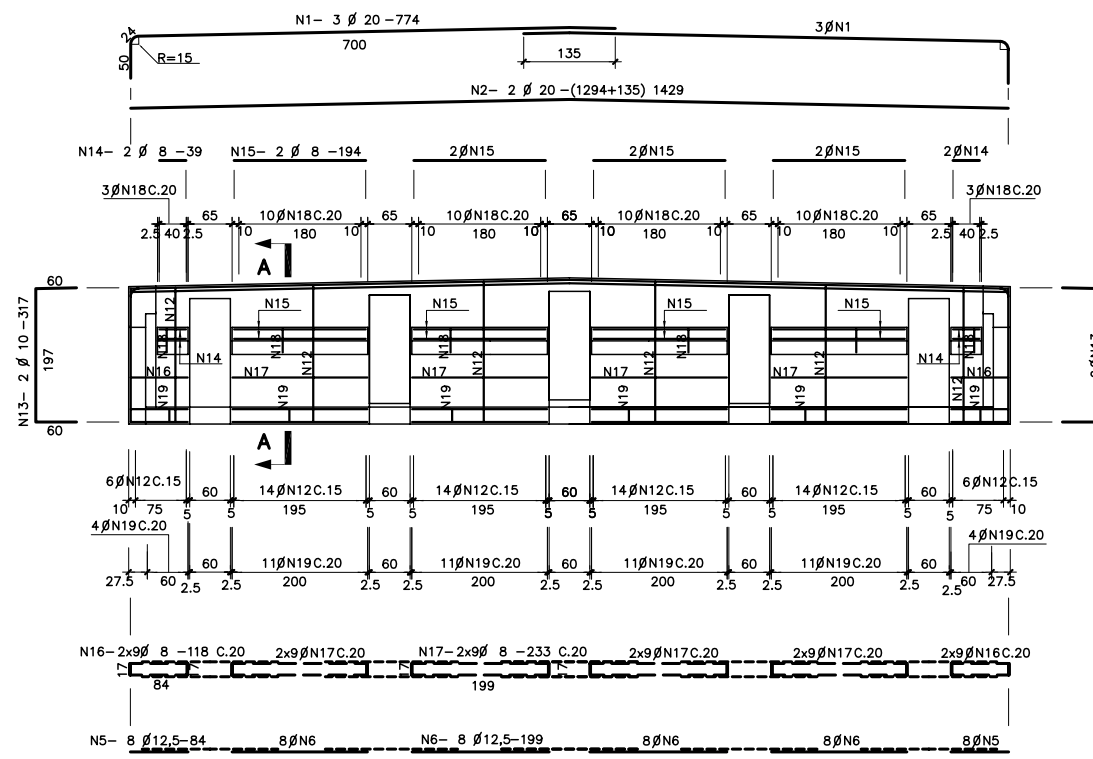 N1- 3 Ø 20 -774
3ØN1
24
700
50
R=15
135
N2- 2 Ø 20 -(1294+135) 1429
N14- 2 Ø 8 -39
N15- 2 Ø 8 -194
2ØN15
2ØN15
2ØN15
2ØN14
3ØN18C.20
3ØN18C.20
65 10ØN18C.20 65 10ØN18C.20 65 10ØN18C.20 65 10ØN18C.20 65
2.5 40 2.5 10 180 10 10 180 10 10 180 10 10 180 10 2.5 40 2.5
A
60
N13- 2 Ø 10 -317
197
60
N12 N15 N15 N15 N15
N18 N18 N18 N18
N14 N12 N12 N12 N12 N14
N16 N17 N17 N17 N17 N16
N19 N19 N19 N19 N19 N12 N19
A
6ØN12C.15 60 14ØN12C.15 60 14ØN12C.15 60 14ØN12C.15 60 14ØN12C.15 60 6ØN12C.15
10 75 5 5 195 5 5 195 5 5 195 5 5 195 5 5 75 10
4ØN19C.20
4ØN19C.20
60 11ØN19C.20 60 11ØN19C.20 60 11ØN19C.20 60 11ØN19C.20 60
27.5 60 2.5 2.5 200 2.5 2.5 200 2.5 2.5 200 2.5 2.5 200 2.5 2.5 60 27.5
N16-2x9Ø 8 -118 C.20
2x9ØN17C.20
N17-2x9Ø 8 -233 C.20
2x9ØN17C.20
2x9ØN17C.20
2x9ØN16C.20
17 17 17 17
84
199
N5- 8 Ø12,5-84
8ØN6
N6- 8 Ø12,5-199
8ØN6
8ØN6
8ØN5